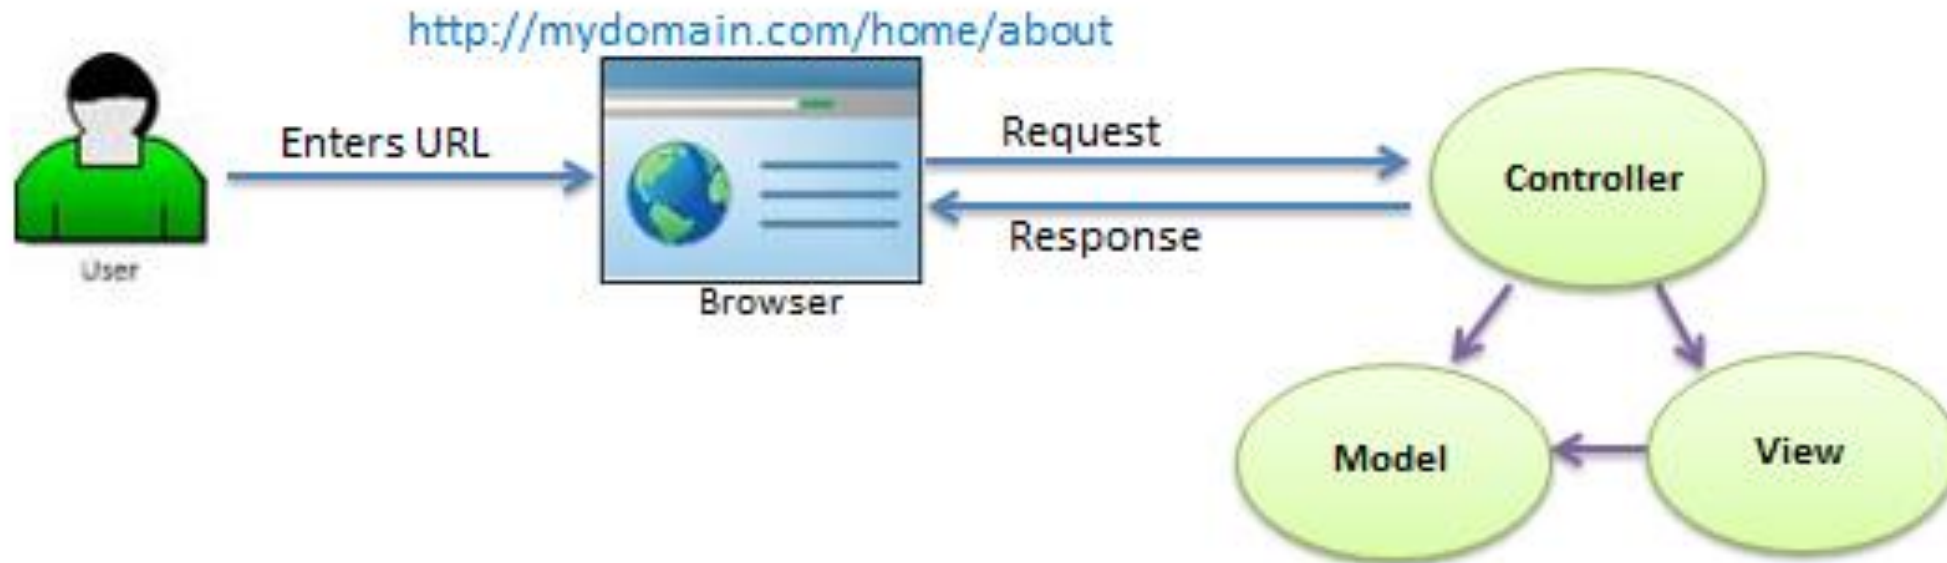 http://mydomain.com/home/about
Enters URL
Request
Controller
Response
User
Browser
Model
View